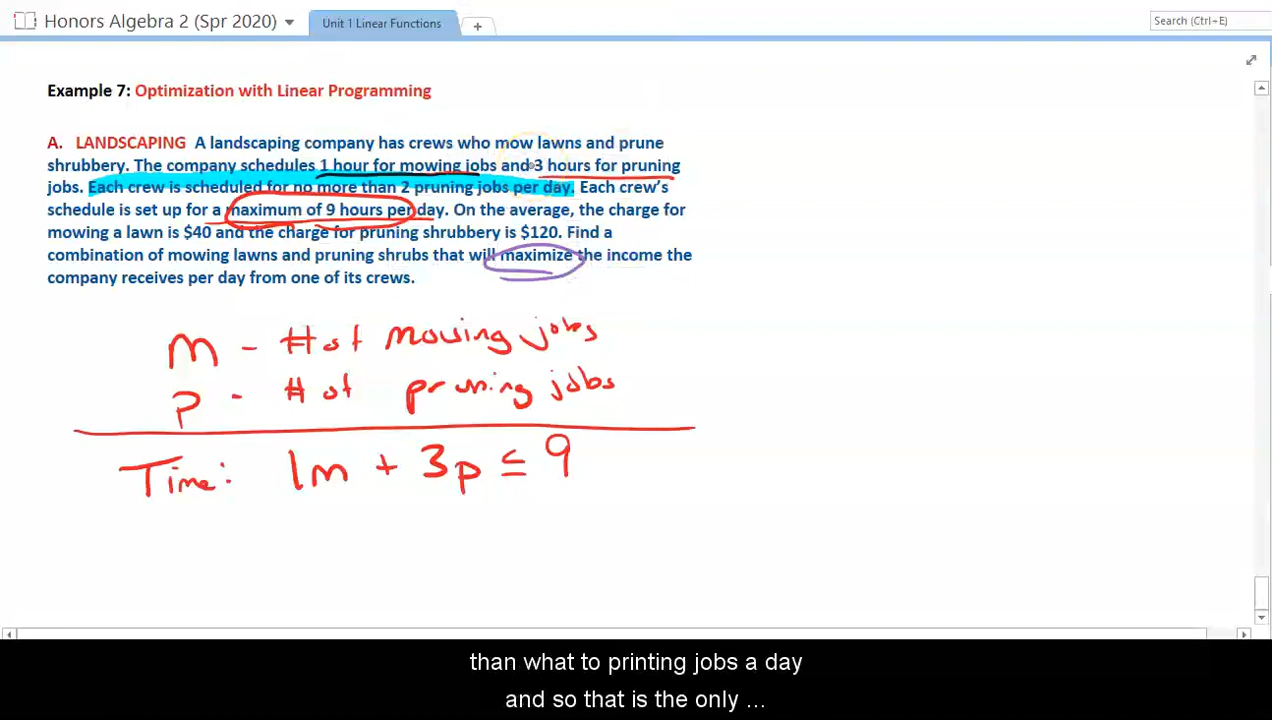 Honors Algebra 2 (Spr 2020)
Unit 1 Linear Functions
Search (Ctrl+E)
Example 7: Optimization with Linear Programming
A. LANDSCAPING A landscaping company has crews who mow lawns and prune
shrubbery. The company schedules 1 hour for mowing jobs and 3 hours for pruning
jobs. Each crew is scheduled for no more than 2 pruning jobs per day. Each crew's
schedule is set up for a maximum of 9 hours per day. On the average, the charge for
mowing a lawn is $40 and the charge for pruning shrubbery is $120. Find a
combination of mowing lawns and pruning shrubs that will maximize the income the
company receives per day from one of its crews.
m - # of mowing jobs
p - # of pruning jobs
Time: 1m + 3p ≤ 9
than what to printing jobs a day
and so that is the only ...